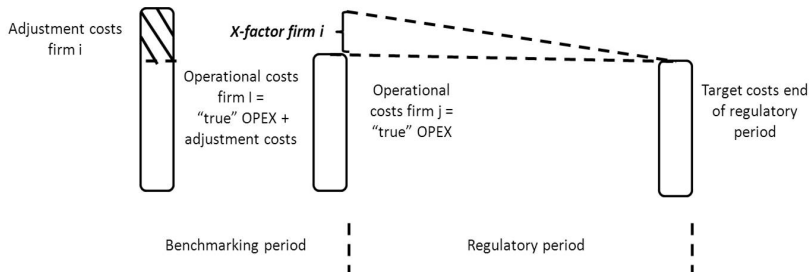 Adjustment costs
firm i
X-factor firm i
Operational costs
firm I =
“true” OPEX +
adjustment costs
Operational
costs firm j =
“true” OPEX
Target costs end
of regulatory
period
Benchmarking period
Regulatory period